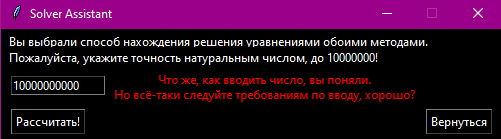 Solver Assistant
Вы выбрали способ нахождения решения уравнениями обоими методами.
Пожалуйста, укажите точность натуральным числом, до 10000000!
10000000000
Что же, как вводить число, вы поняли.
Но всё-таки следуйте требованиям по вводу, хорошо?
Рассчитать!
Вернуться